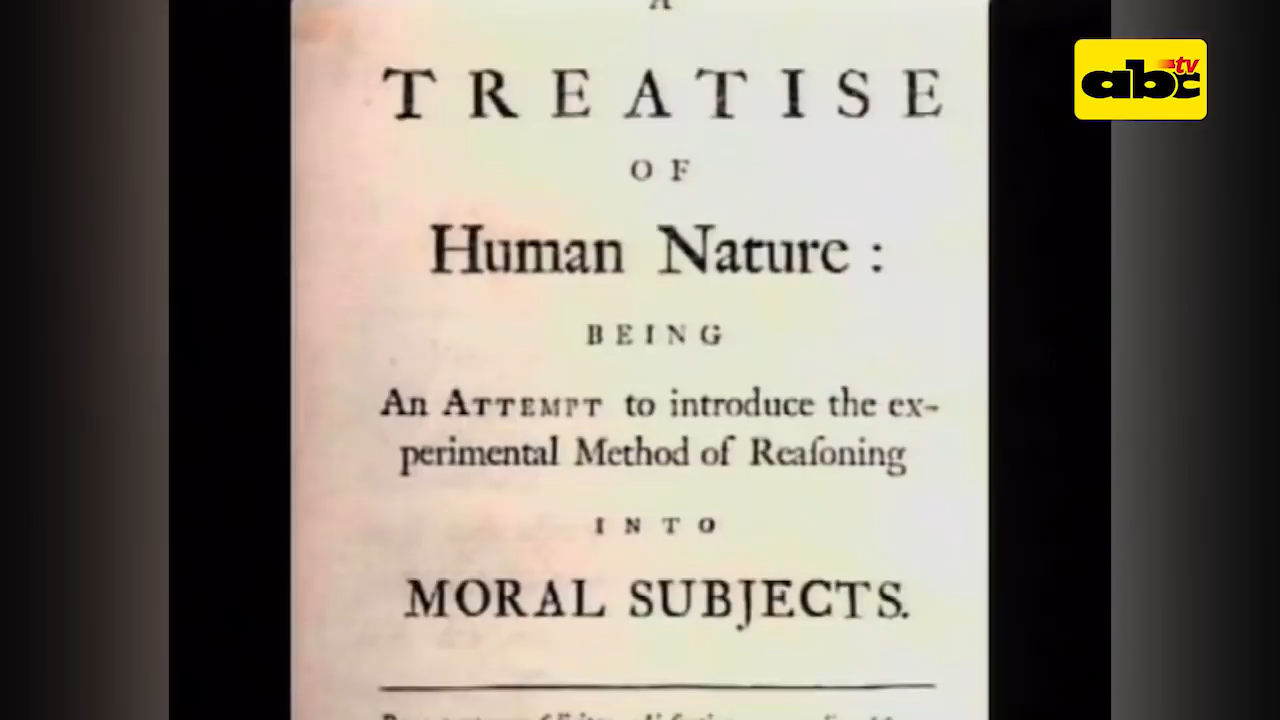 A
TREATISE
OF
Human Nature :
BEING
An ATTEMPT to introduce the ex-
perimental Method of Reaſoning
INTO
MORAL SUBJECTS.
abc tv